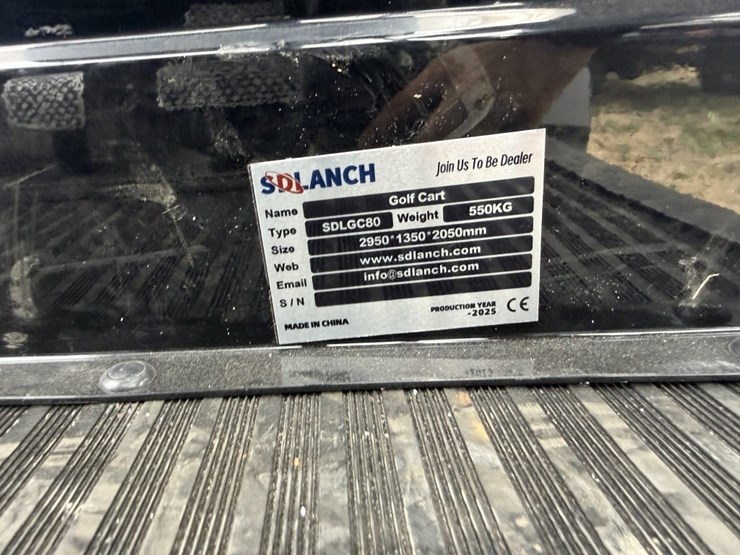 SDLANCH
Join Us To Be Dealer
Name Golf Cart
Type SDLGC80 Weight 550KG
Size 2950*1350*2050mm
Web www.sdlanch.com
Email info@sdlanch.com
S/N
MADE IN CHINA
PRODUCTION YEAR
-2025
CE